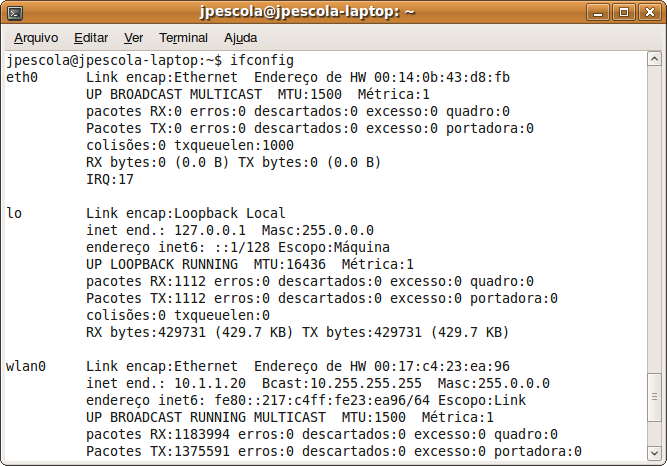 jpescola@jpescola-laptop: ~
Arquivo Editar Ver Terminal Ajuda
jpescola@jpescola-laptop:~$ ifconfig
eth0 Link encap:Ethernet Endereço de HW 00:14:0b:43:d8:fb
UP BROADCAST MULTICAST MTU:1500 Métrica:1
pacotes RX:0 erros:0 descartados:0 excesso:0 quadro:0
Pacotes TX:0 erros:0 descartados:0 excesso:0 portadora:0
colisões:0 txqueuelen:1000
RX bytes:0 (0.0 B) TX bytes:0 (0.0 B)
IRQ:17
lo Link encap:Loopback Local
inet end.: 127.0.0.1 Masc:255.0.0.0
endereço inet6: ::1/128 Escopo:Máquina
UP LOOPBACK RUNNING MTU:16436 Métrica:1
pacotes RX:1112 erros:0 descartados:0 excesso:0 quadro:0
Pacotes TX:1112 erros:0 descartados:0 excesso:0 portadora:0
colisões:0 txqueuelen:0
RX bytes:429731 (429.7 KB) TX bytes:429731 (429.7 KB)
wlan0 Link encap:Ethernet Endereço de HW 00:17:c4:23:ea:96
inet end.: 10.1.1.20 Bcast:10.255.255.255 Masc:255.0.0.0
endereço inet6: fe80::217:c4ff:fe23:ea96/64 Escopo:Link
UP BROADCAST RUNNING MULTICAST MTU:1500 Métrica:1
pacotes RX:1183994 erros:0 descartados:0 excesso:0 quadro:0
Pacotes TX:1375591 erros:0 descartados:0 excesso:0 portadora:0